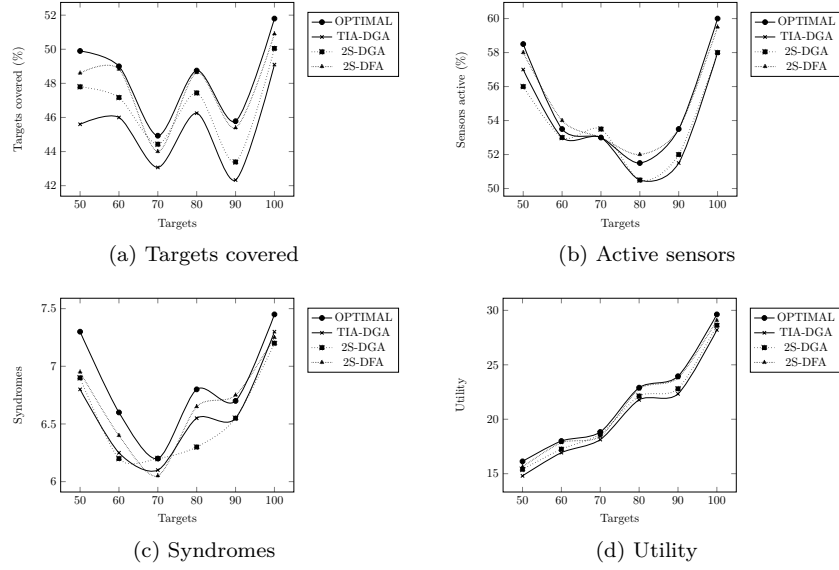 52
50
48
46
44
42
50 60 70 80 90 100
Targets
Targets covered (%)
OPTIMAL
TIA-DGA
2S-DGA
2S-DFA
(a) Targets covered
60
58
56
54
52
50
50 60 70 80 90 100
Targets
Sensors active (%)
OPTIMAL
TIA-DGA
2S-DGA
2S-DFA
(b) Active sensors
7.5
7
6.5
6
50 60 70 80 90 100
Targets
Syndromes
OPTIMAL
TIA-DGA
2S-DGA
2S-DFA
(c) Syndromes
30
25
20
15
50 60 70 80 90 100
Targets
Utility
OPTIMAL
TIA-DGA
2S-DGA
2S-DFA
(d) Utility